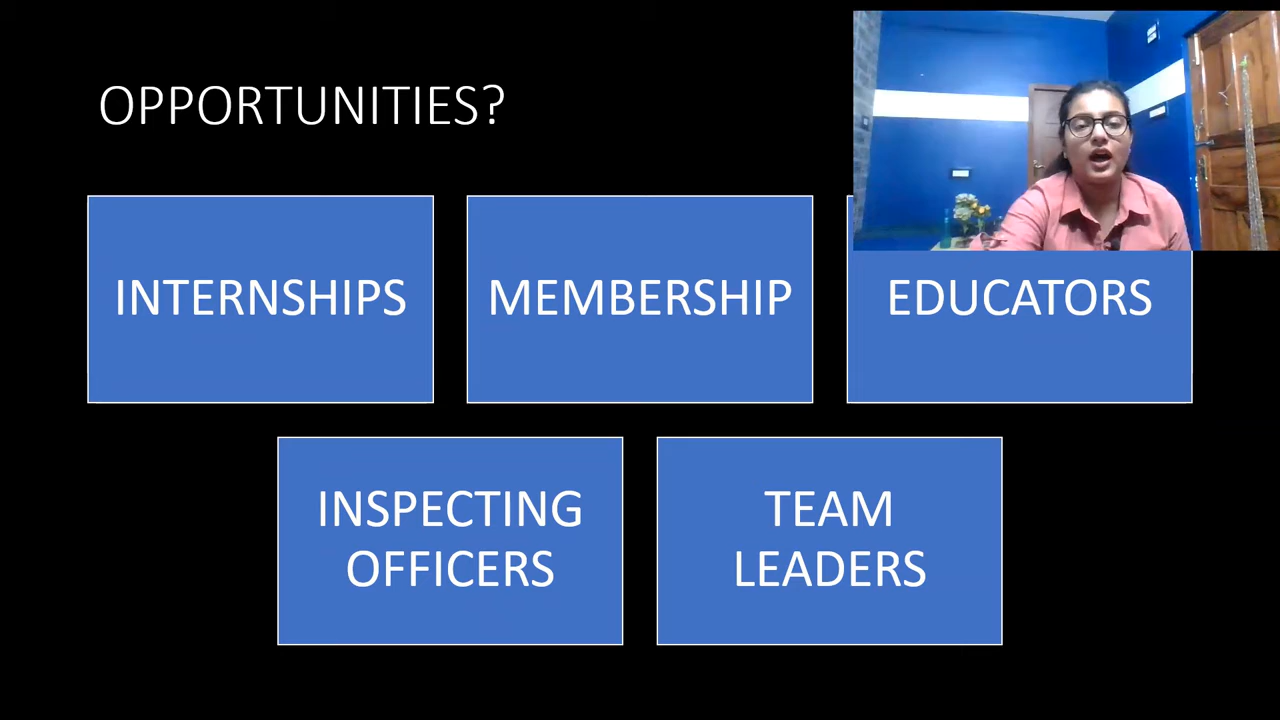 OPPORTUNITIES?
INTERNSHIPS
MEMBERSHIP
EDUCATORS
INSPECTING
OFFICERS
TEAM
LEADERS